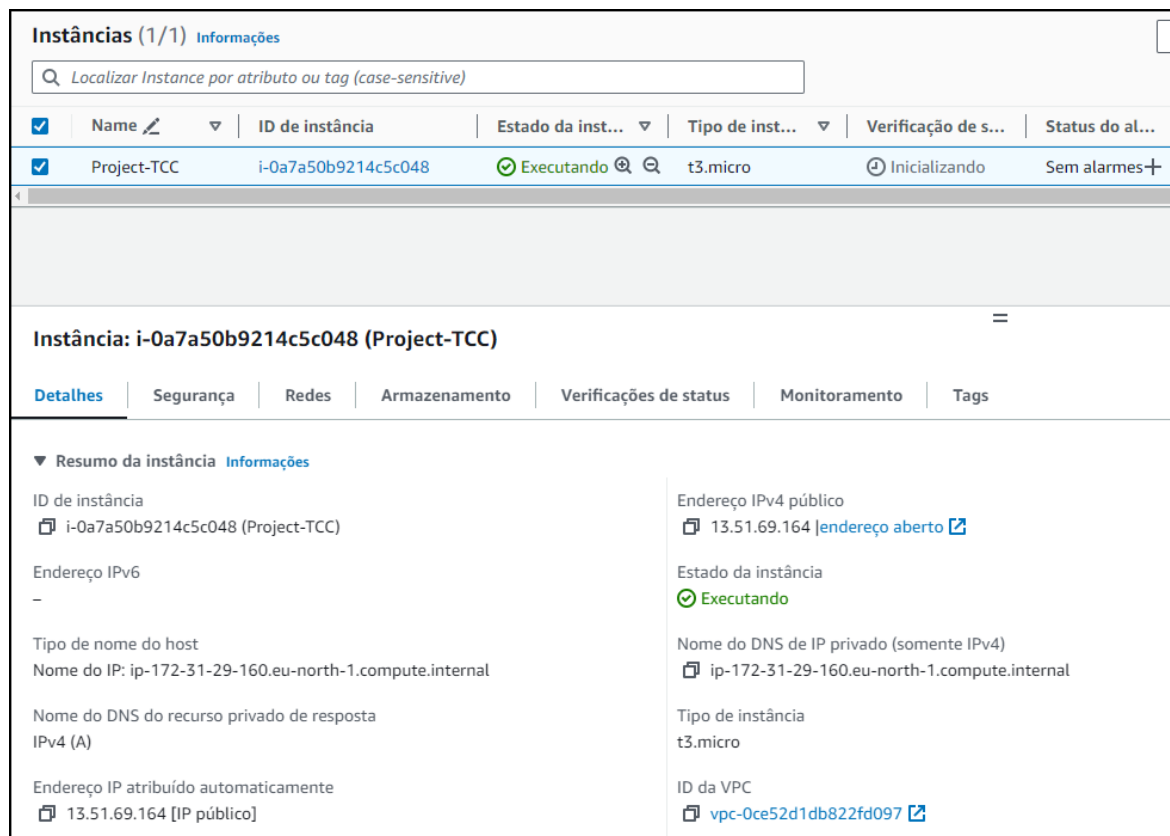 Instâncias (1/1) Informações
Localizar Instance por atributo ou tag (case-sensitive)
Name ID de instância Estado da inst... Tipo de inst... Verificação de s... Status do al...
Project-TCC i-0a7a50b9214c5c048 Executando t3.micro Inicializando Sem alarmes
Instância: i-0a7a50b9214c5c048 (Project-TCC)
Detalhes Segurança Redes Armazenamento Verificações de status Monitoramento Tags
Resumo da instância Informações
ID de instância
i-0a7a50b9214c5c048 (Project-TCC)
Endereço IPv4 público
13.51.69.164 |endereço aberto
Endereço IPv6
–
Estado da instância
Executando
Tipo de nome do host
Nome do IP: ip-172-31-29-160.eu-north-1.compute.internal
Nome do DNS de IP privado (somente IPv4)
ip-172-31-29-160.eu-north-1.compute.internal
Nome do DNS do recurso privado de resposta
IPv4 (A)
Tipo de instância
t3.micro
Endereço IP atribuído automaticamente
13.51.69.164 [IP público]
ID da VPC
vpc-0ce52d1db822fd097